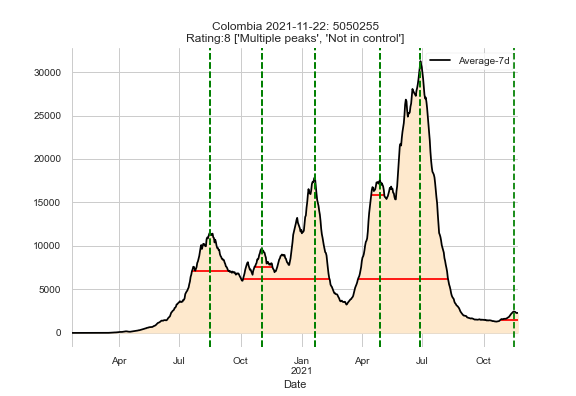 Colombia 2021-11-22: 5050255
Rating:8 ['Multiple peaks', 'Not in control']
Average-7d
30000
25000
20000
15000
10000
5000
0
Apr Jul Oct Jan Apr Jul Oct
2021
Date